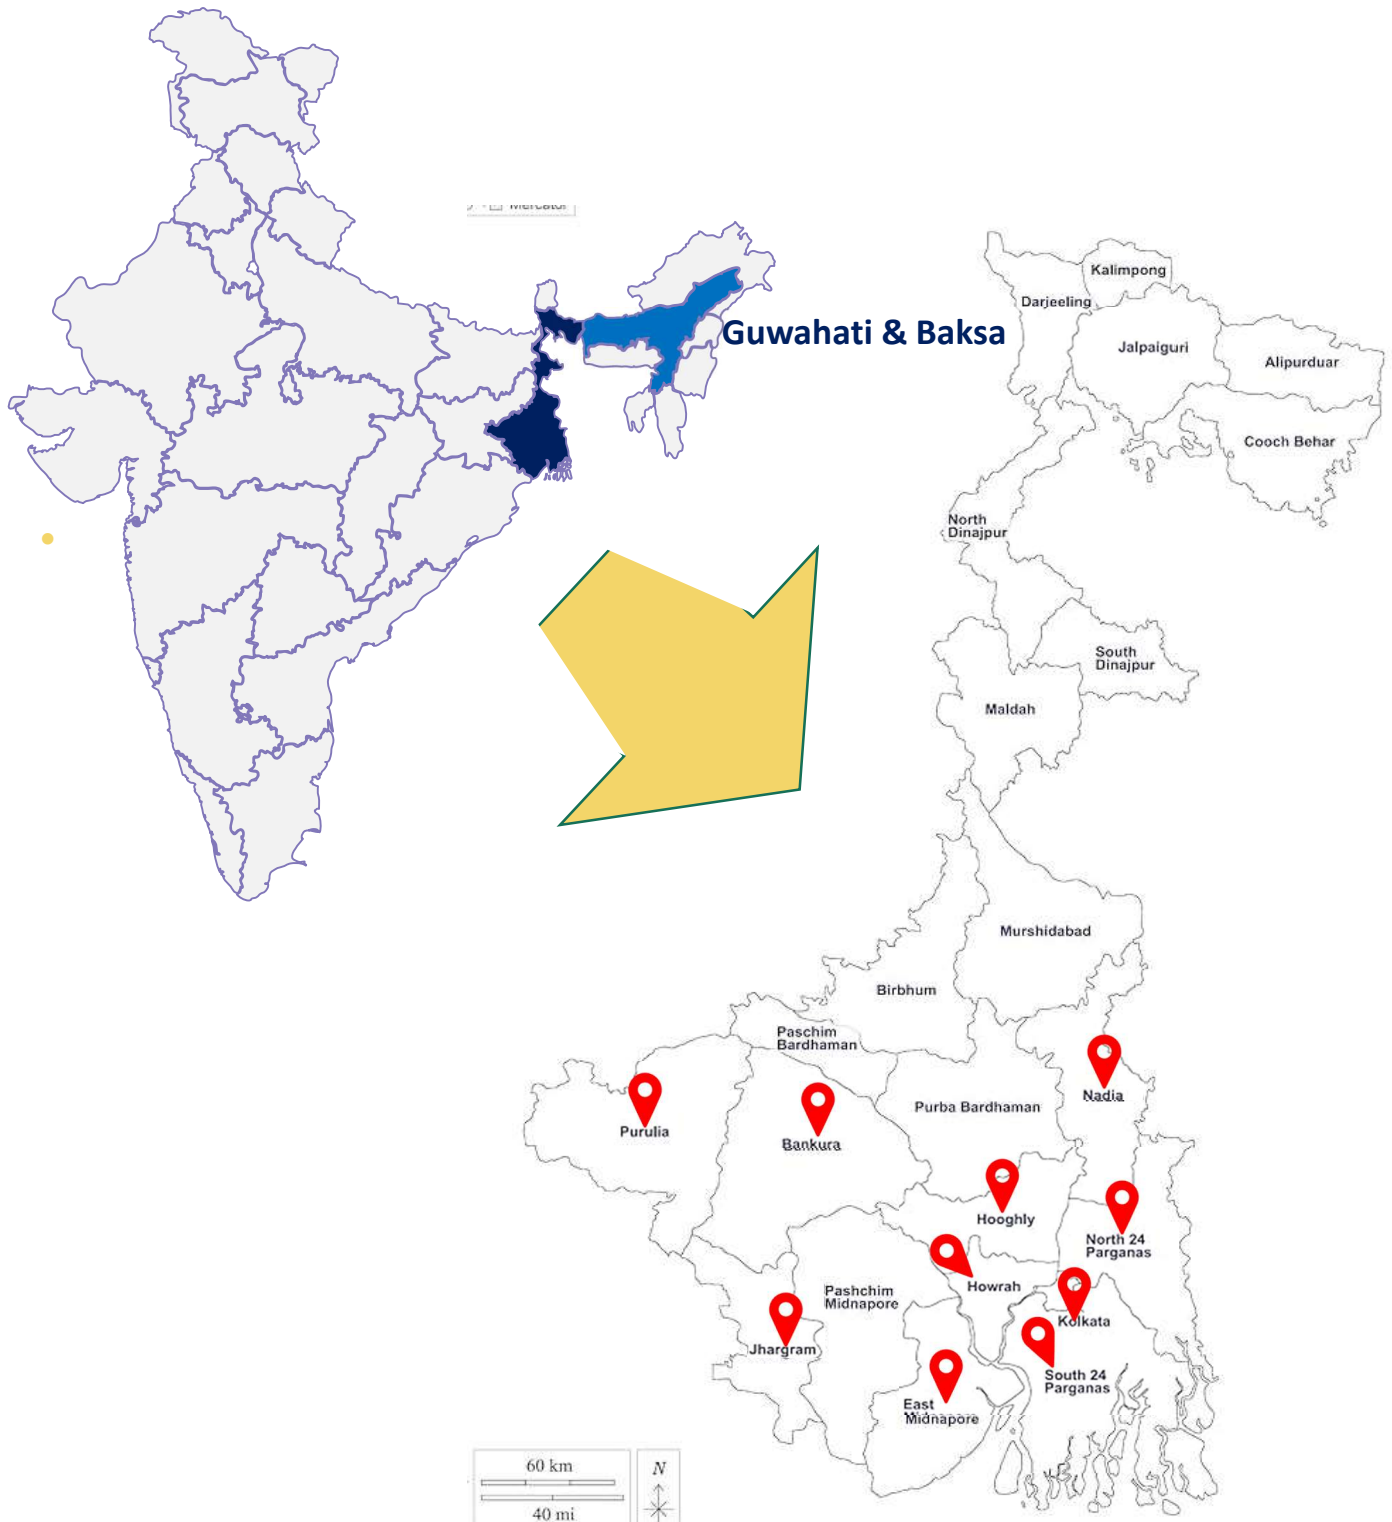 Mercator
Guwahati & Baksa
Kalimpong
Darjeeling
Jalpaiguri
Alipurduar
Cooch Behar
North
Dinajpur
South
Dinajpur
Maldah
Murshidabad
Birbhum
Paschim
Bardhaman
Purba Bardhaman
Nadia
Purulia
Bankura
Hooghly
North 24
Parganas
Howrah
Pashchim
Midnapore
Kolkata
Jhargram
South 24
Parganas
East
Midnapore
60 km
40 mi
N